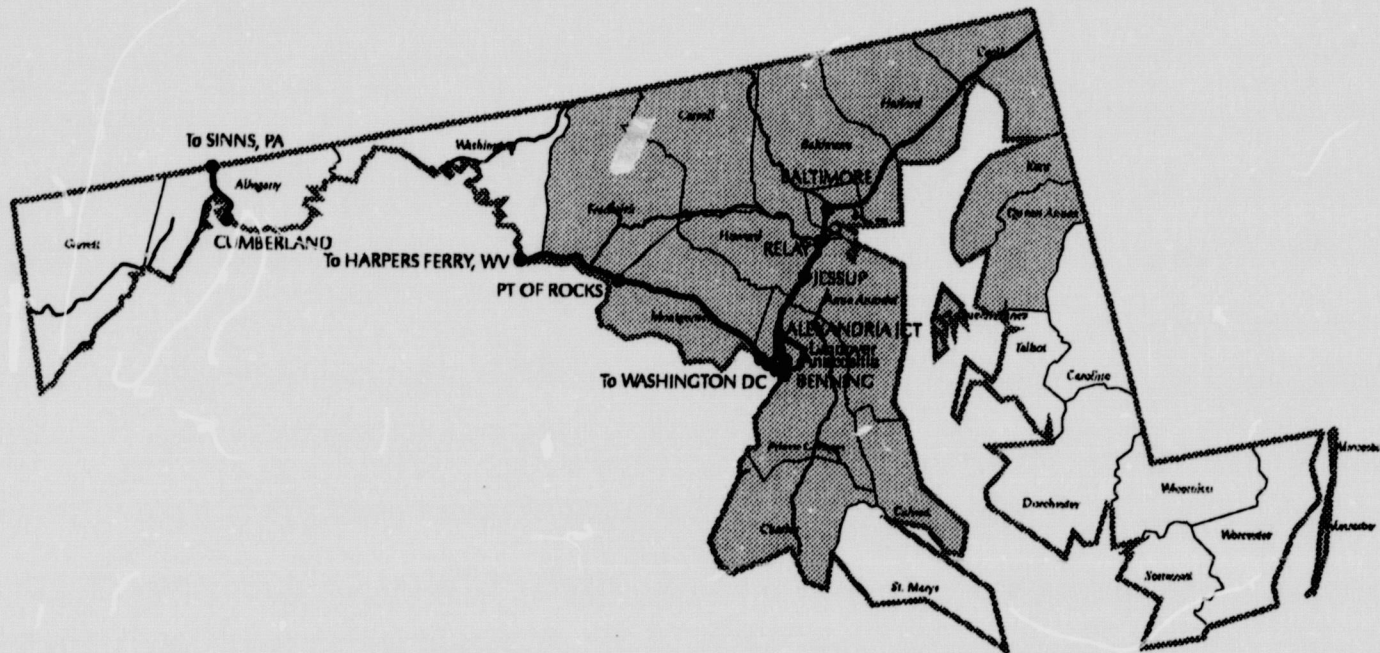 To SINNS, PA
Allegany
Garrett
CUMBERLAND
Washington
To HARPERS FERRY, WV
PT OF ROCKS
Frederick
Carroll
Baltimore
Harford
Cecil
BALTIMORE
Howard
RELAY
JESSUP
Anne Arundel
Montgomery
ALEXANDRIA JCT
Landover
To WASHINGTON DC
BENNING
Kent
Queen Annes
Talbot
Caroline
Charles
Calvert
St. Marys
Dorchester
Wicomico
Worcester
Somerset
Worcester